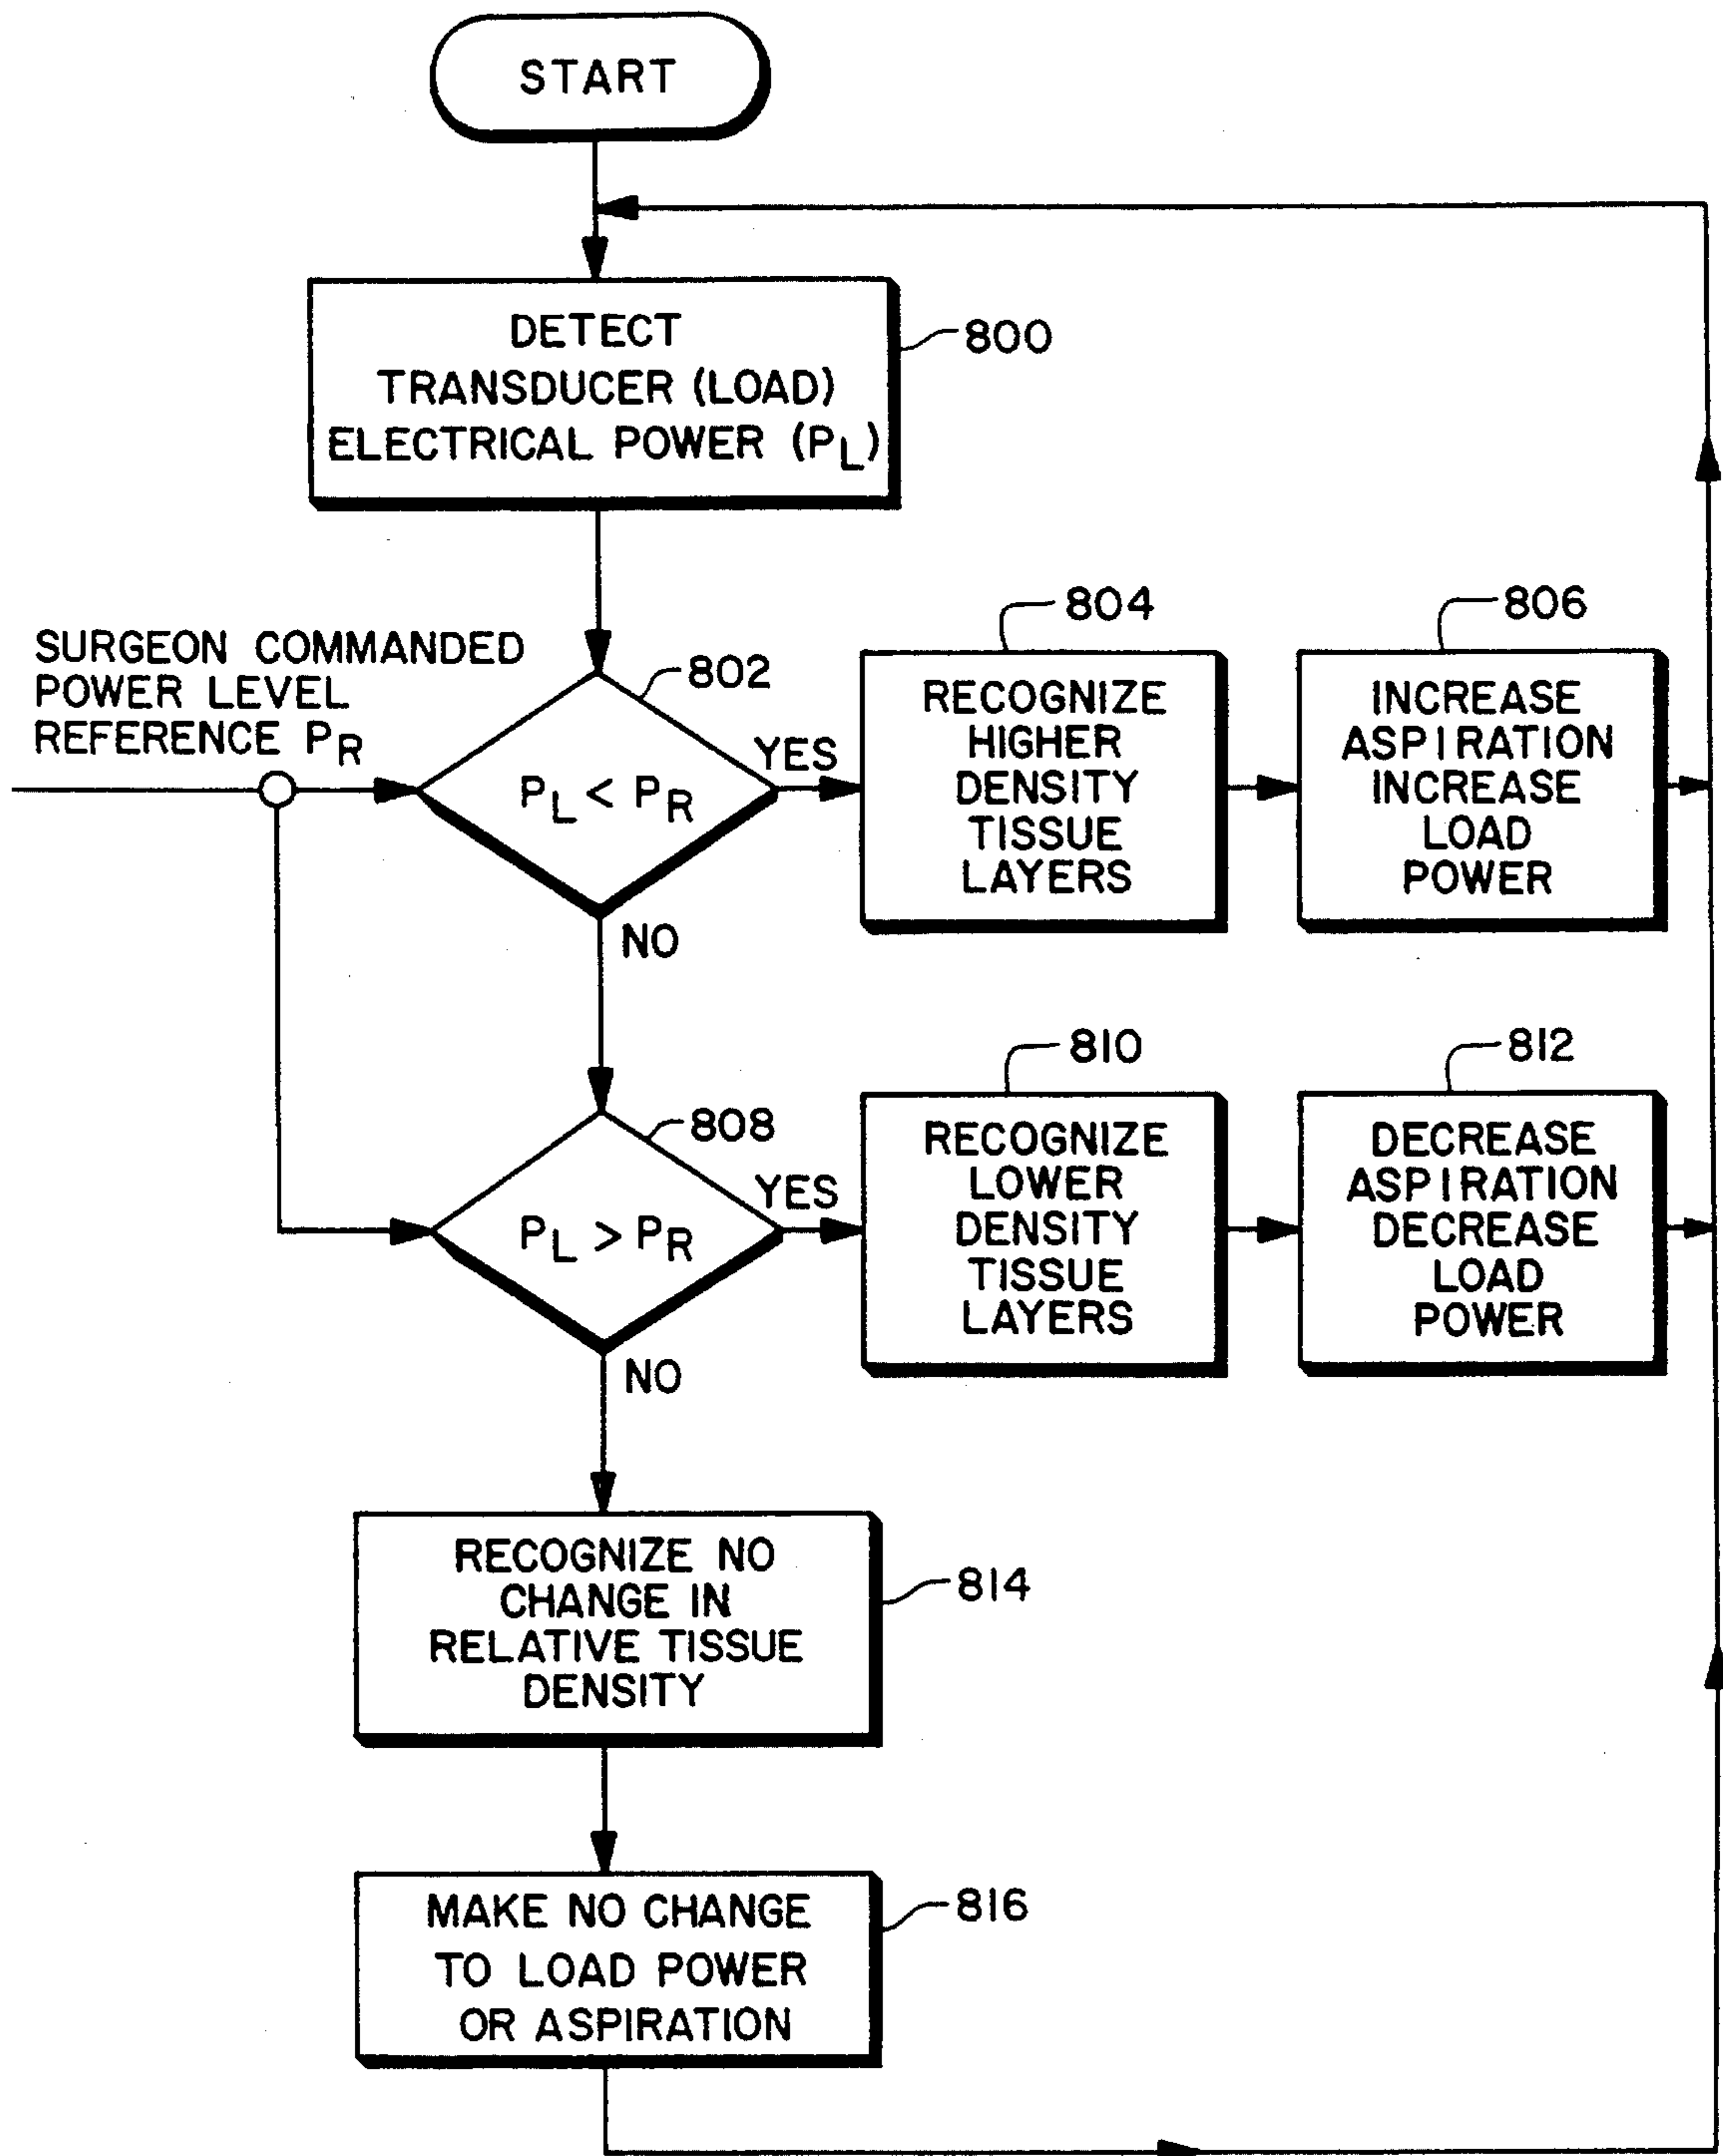 START
DETECT
TRANSDUCER (LOAD)
ELECTRICAL POWER (PL)
800
SURGEON COMMANDED
POWER LEVEL
REFERENCE PR
802
PL < PR
YES
NO
804
RECOGNIZE
HIGHER
DENSITY
TISSUE
LAYERS
806
INCREASE
ASPIRATION
INCREASE
LOAD
POWER
808
PL > PR
YES
NO
810
RECOGNIZE
LOWER
DENSITY
TISSUE
LAYERS
812
DECREASE
ASPIRATION
DECREASE
LOAD
POWER
RECOGNIZE NO
CHANGE IN
RELATIVE TISSUE
DENSITY
814
MAKE NO CHANGE
TO LOAD POWER
OR ASPIRATION
816